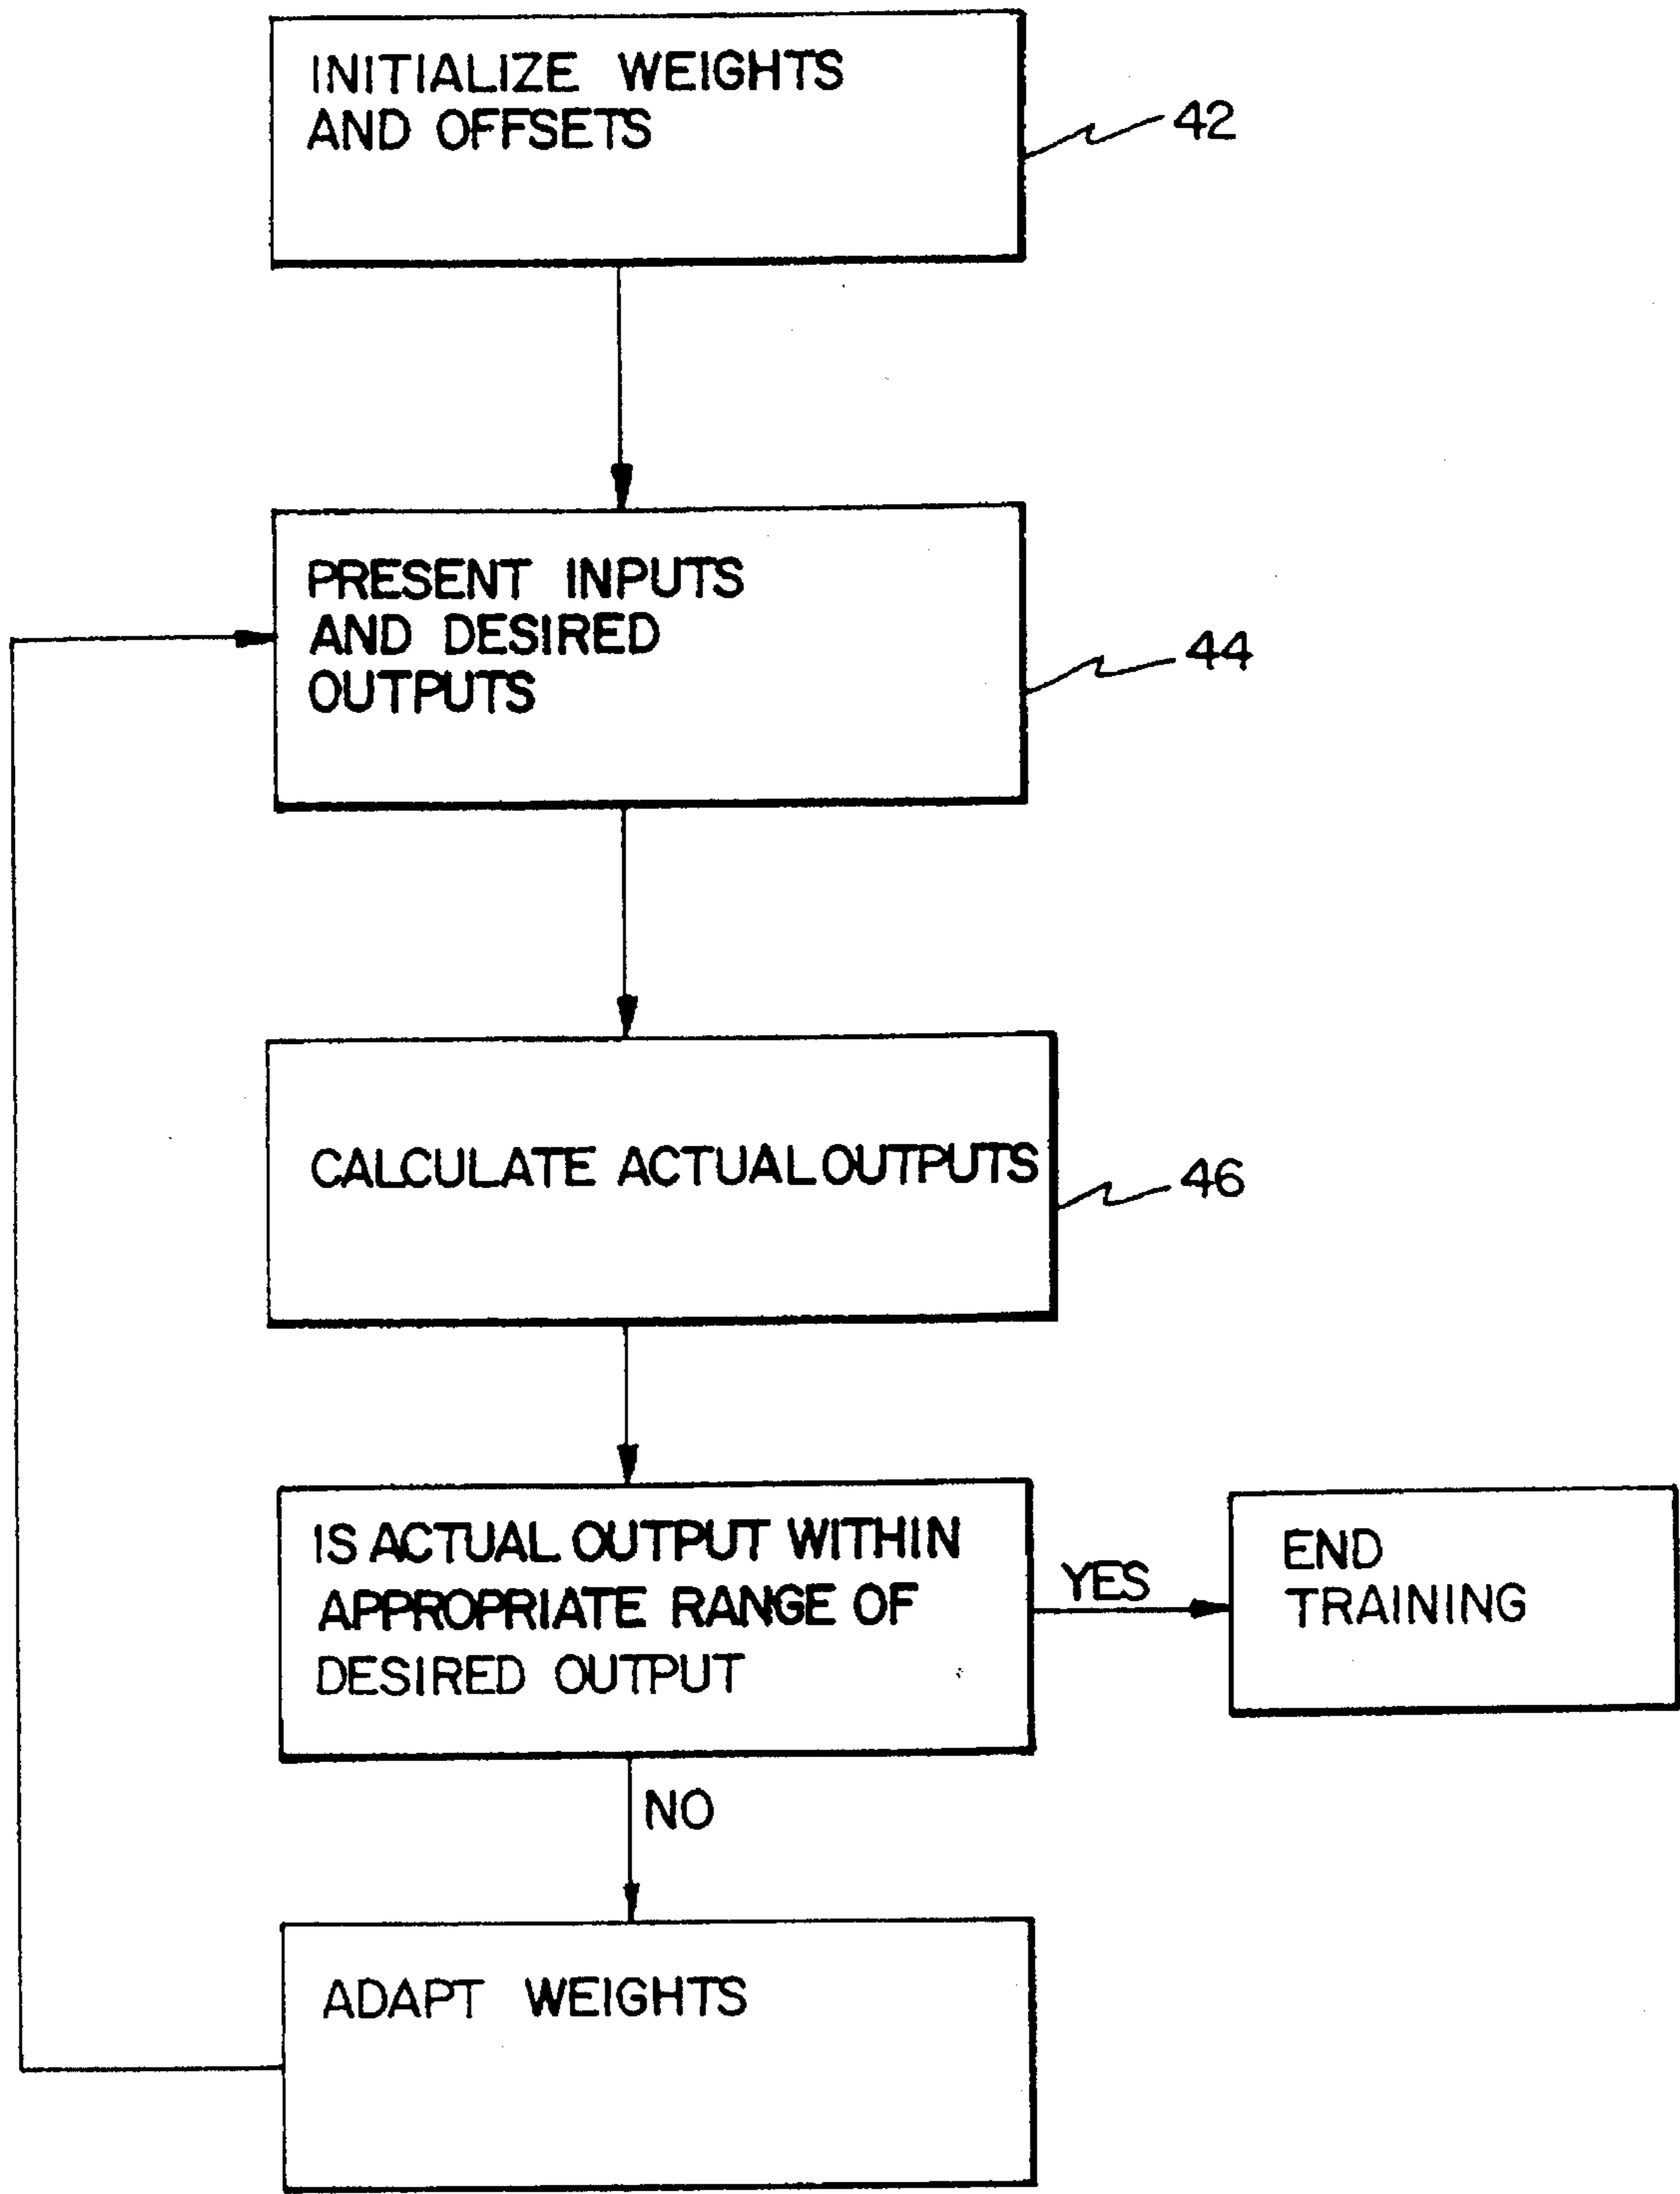 INITIALIZE WEIGHTS
AND OFFSETS
42
PRESENT INPUTS
AND DESIRED
OUTPUTS
44
CALCULATE ACTUAL OUTPUTS
46
IS ACTUAL OUTPUT WITHIN
APPROPRIATE RANGE OF
DESIRED OUTPUT
YES
END
TRAINING
NO
ADAPT WEIGHTS